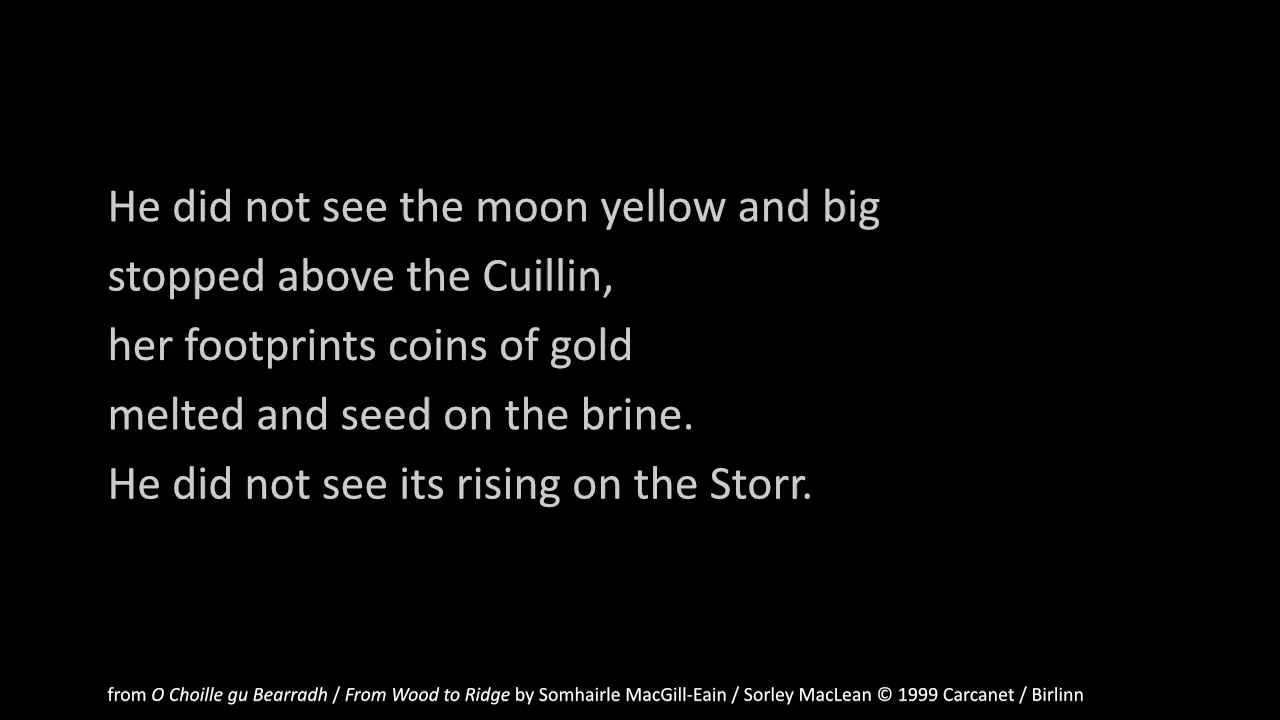 He did not see the moon yellow and big
stopped above the Cuillin,
her footprints coins of gold
melted and seed on the brine.
He did not see its rising on the Storr.
from O Choille gu Bearradh / From Wood to Ridge by Somhairle MacGill-Eain / Sorley MacLean © 1999 Carcanet / Birlinn